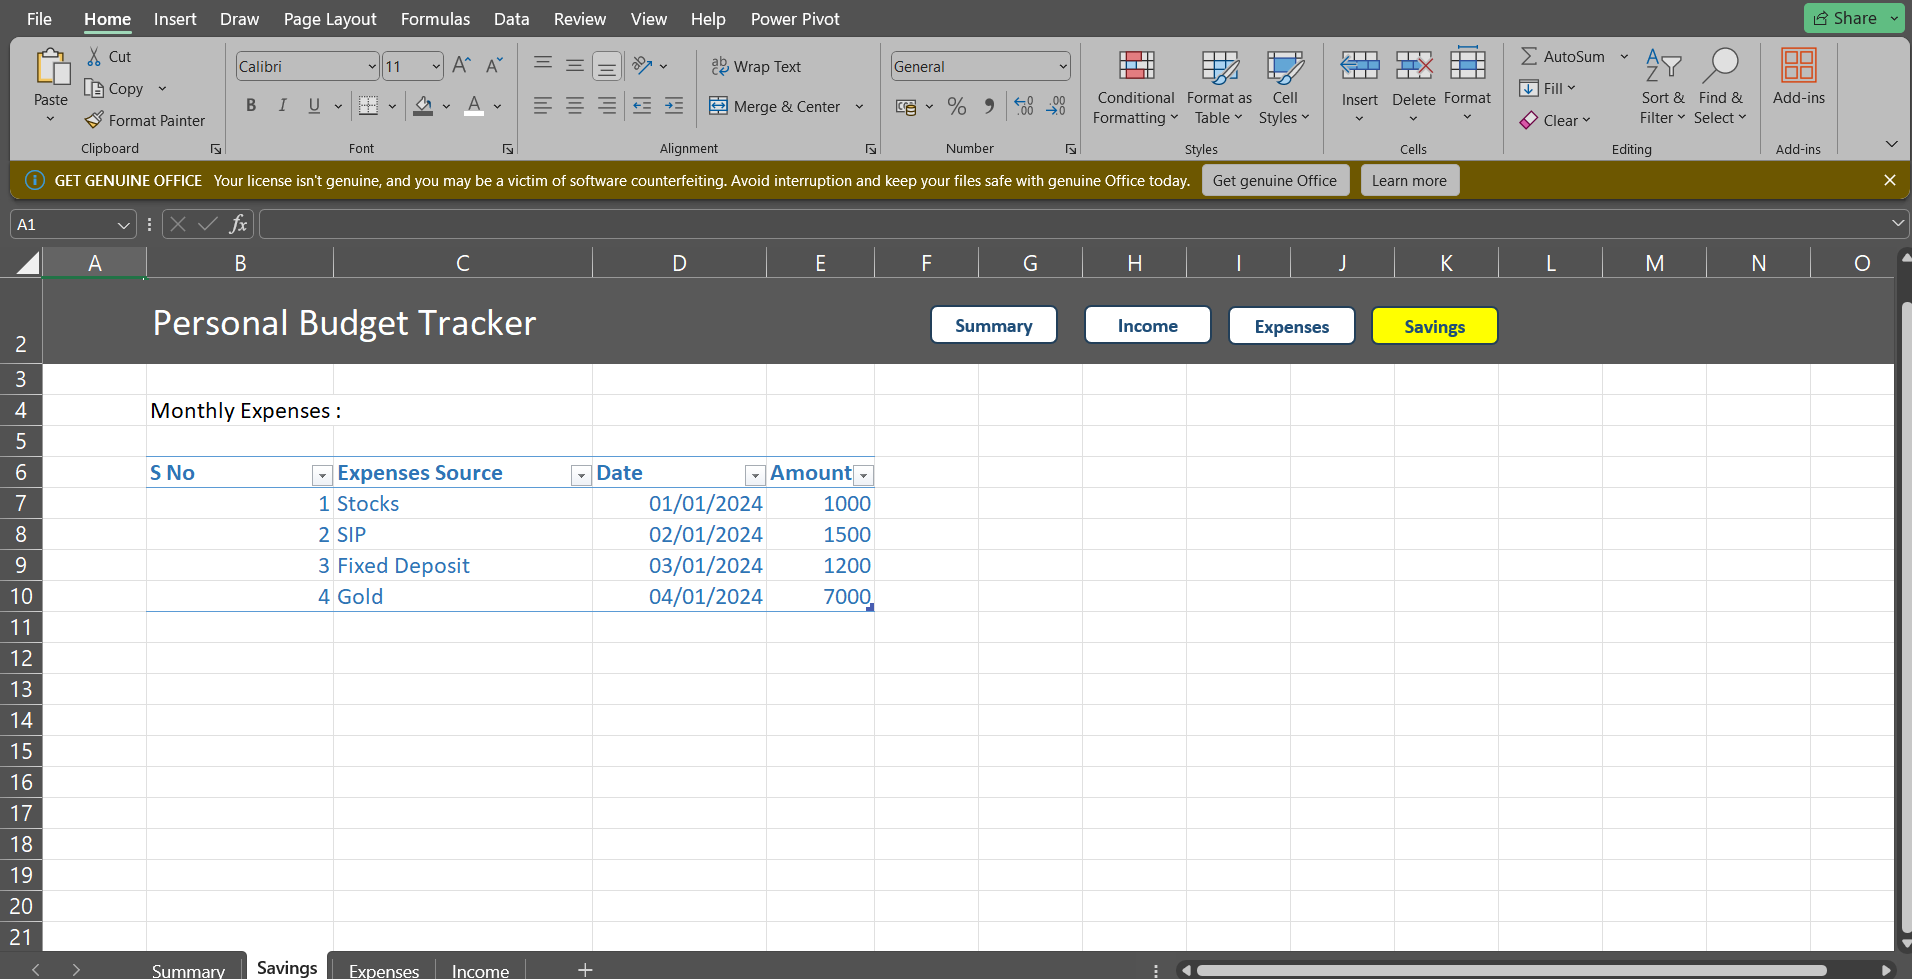 File Home Insert Draw Page Layout Formulas Data Review View Help Power Pivot Share
Paste Cut Copy Format Painter Clipboard
Calibri 11 B I U A Font
ab Wrap Text Merge & Center Alignment
General % Number
Conditional Formatting Format as Table Cell Styles Styles
Insert Delete Format Cells
AutoSum Fill Clear Sort & Filter Find & Select Editing
Add-ins Add-ins
GET GENUINE OFFICE Your license isn't genuine, and you may be a victim of software counterfeiting. Avoid interruption and keep your files safe with genuine Office today. Get genuine Office Learn more
A1 fx
A B C D E F G H I J K L M N O
2 Personal Budget Tracker Summary Income Expenses Savings
3
4 Monthly Expenses :
5
6 S No Expenses Source Date Amount
7 1 Stocks 01/01/2024 1000
8 2 SIP 02/01/2024 1500
9 3 Fixed Deposit 03/01/2024 1200
10 4 Gold 04/01/2024 7000
11
12
13
14
15
16
17
18
19
20
21
Summary Savings Expenses Income